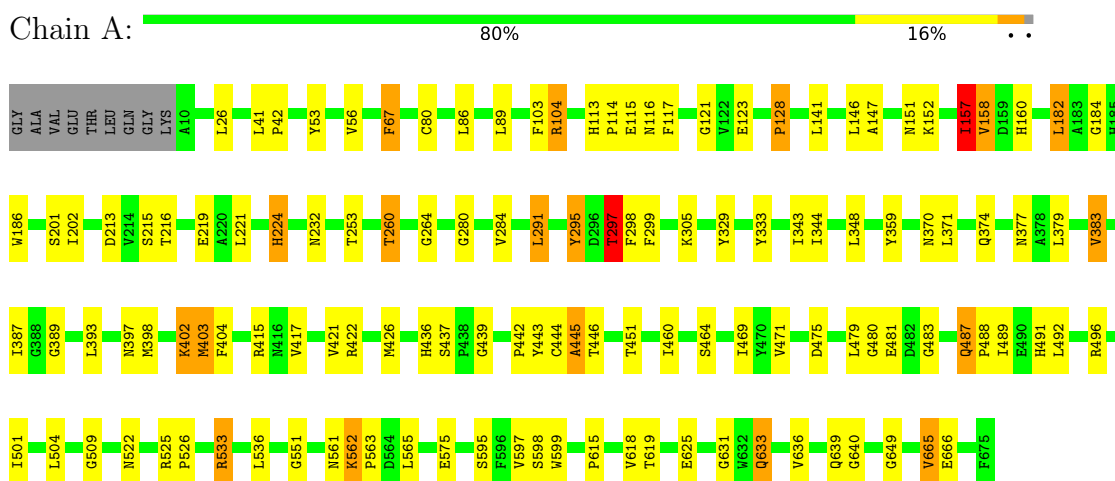 Chain A:
80% 16% • •
GLY ALA VAL GLU THR LEU GLN GLY LYS A10 L26 L41 P42 Y53 V56 F67 C80 L86 L89 F103 R104 H113 P114 E115 N116 F117 G121 V122 E123 P128 L141 L146 A147 N151 K152 I157 V158 D159 H160 L182 A183 G184 H185
W186 S201 I202 D213 V214 S215 T216 E219 A220 L221 H224 N232 T253 T260 G264 G280 V284 L291 Y295 D296 T297 F298 F299 K305 Y329 Y333 I343 I344 L348 Y359 N370 L371 Q374 N377 A378 L379 V383
I387 G388 G389 L393 N397 M398 K402 M403 F404 R415 N416 V417 V421 R422 M426 H436 S437 P438 G439 P442 Y443 C444 A445 T446 T451 I460 S464 I469 Y470 V471 D475 L479 G480 E481 D482 G483 Q487 P488 I489 E490 H491 L492 R496
I501 L504 G509 N522 R525 P526 R533 L536 G551 N561 K562 P563 D564 L565 E575 S595 F596 V597 S598 W599 P615 V618 T619 E625 G631 W632 Q633 V636 Q639 G640 G649 V665 E666 F675